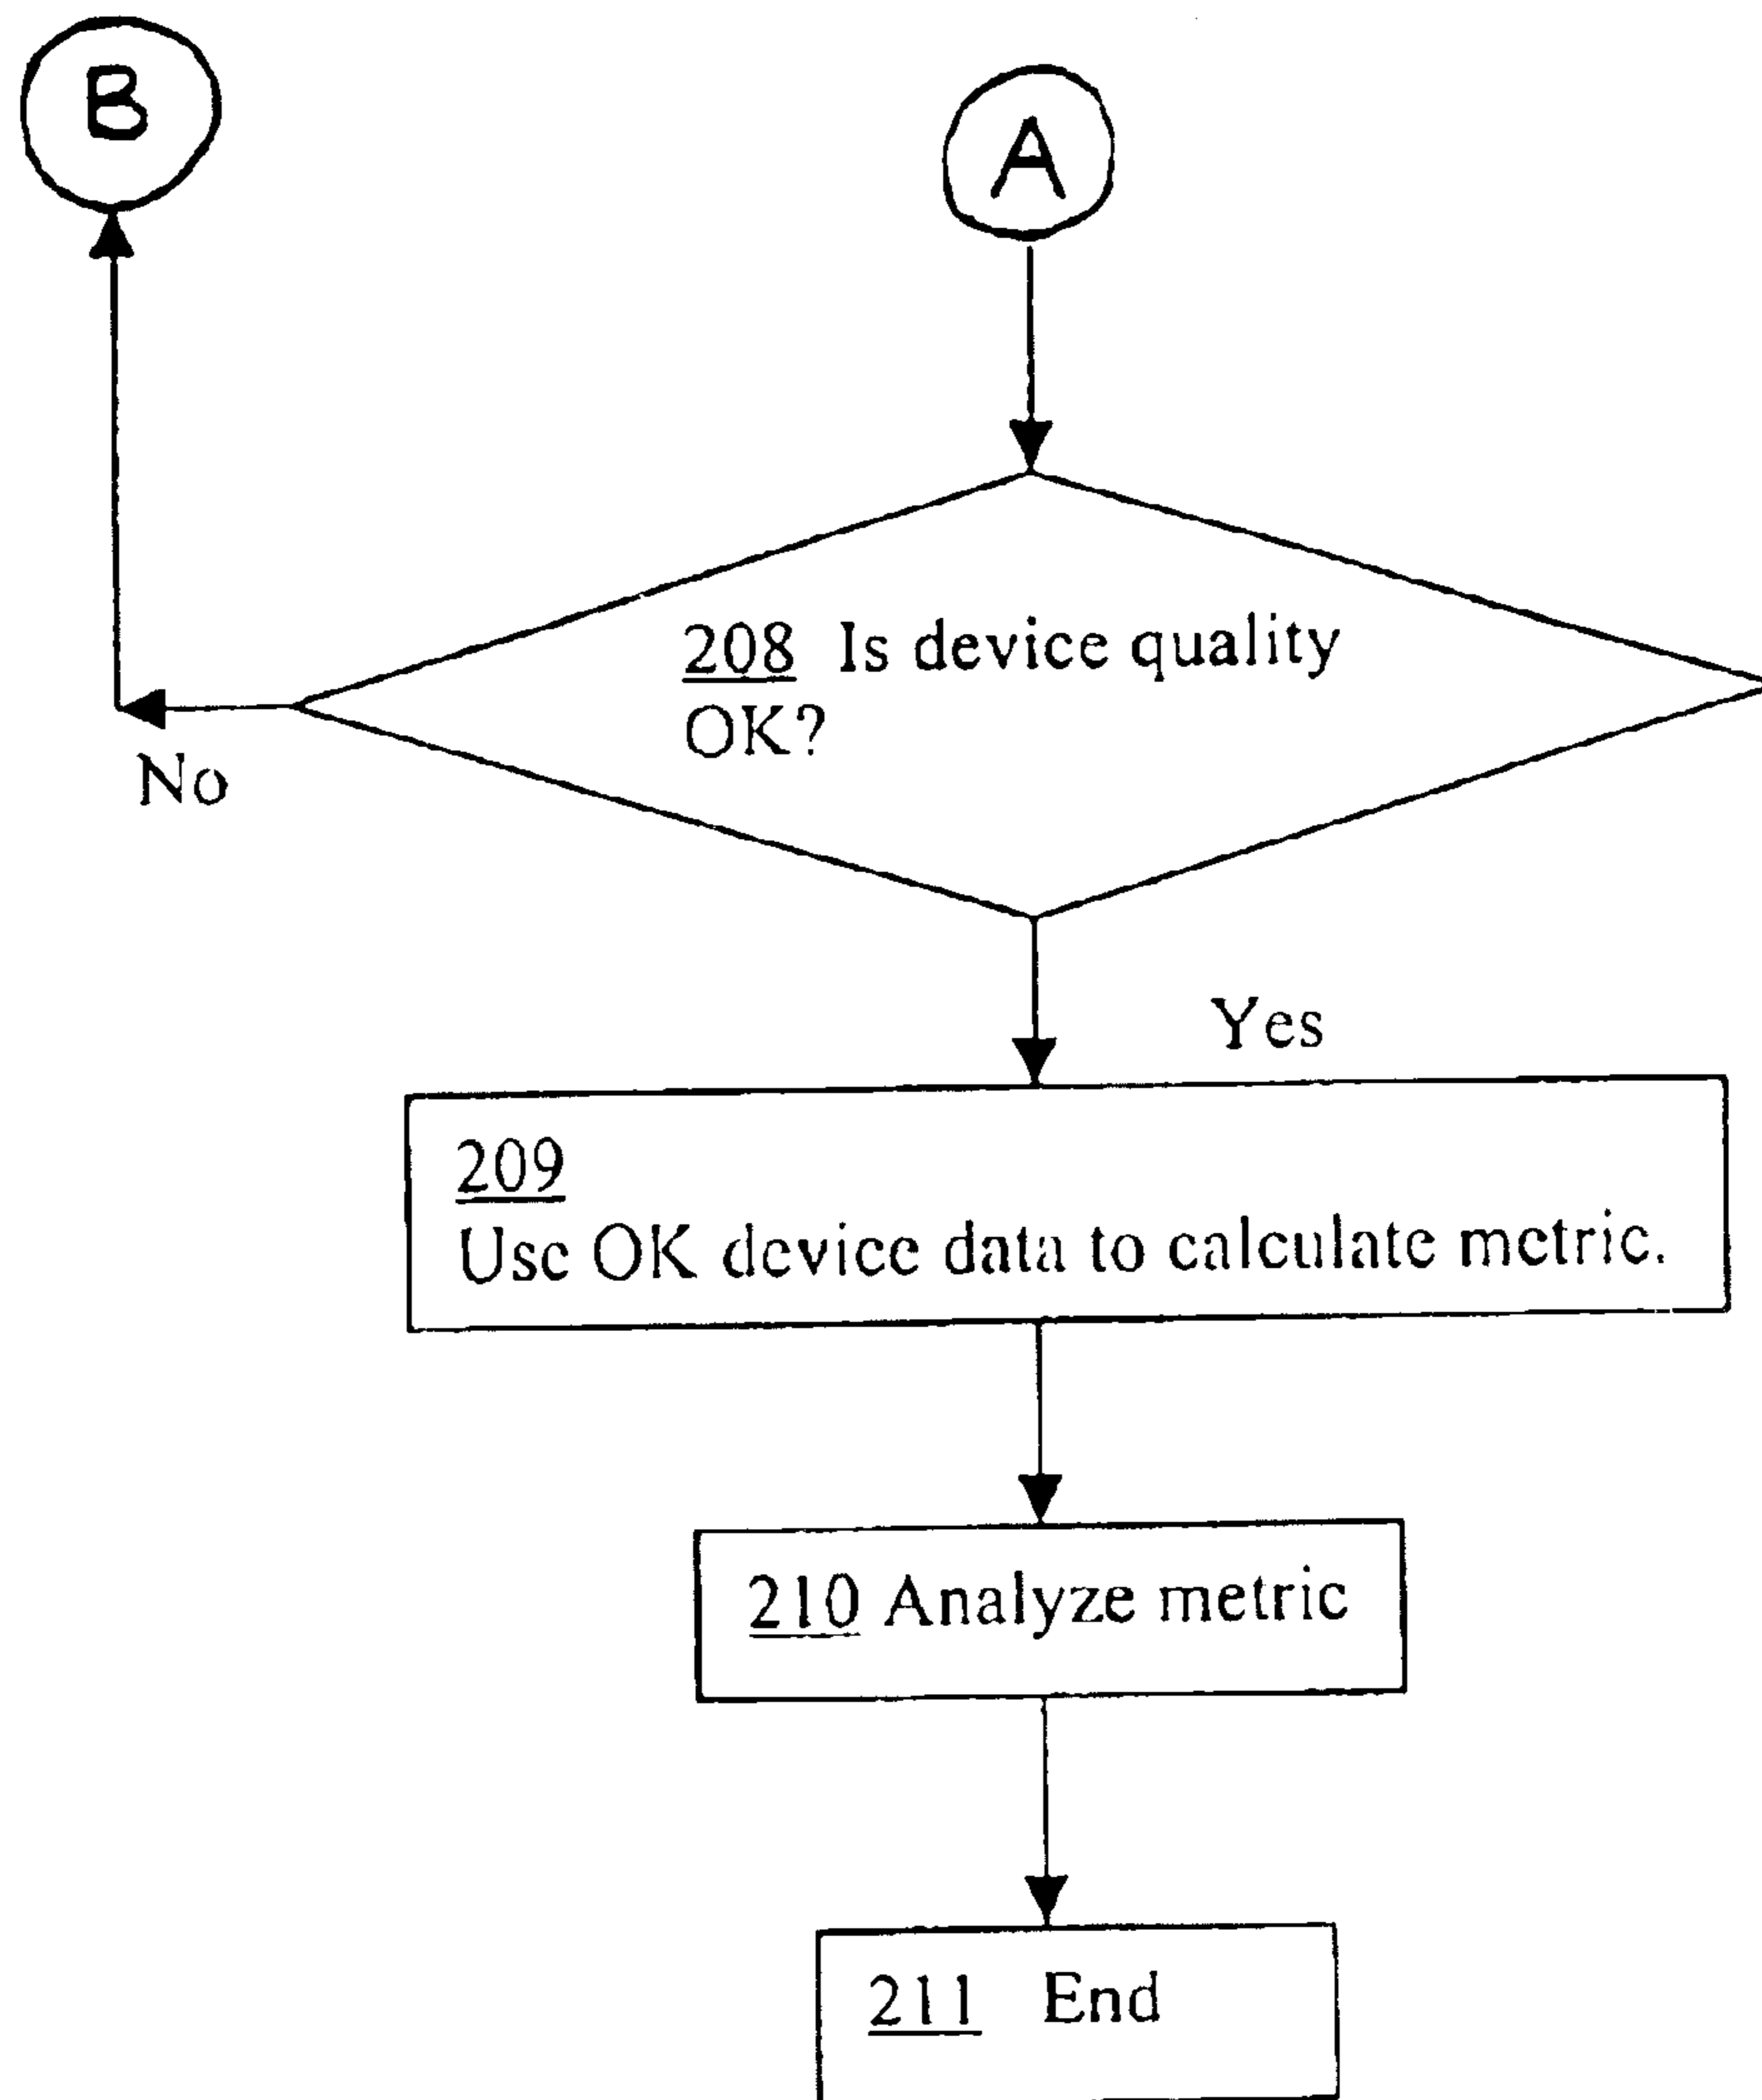 B
A
208 Is device quality
OK?
No
Yes
209
Use OK device data to calculate metric.
210 Analyze metric
211 End